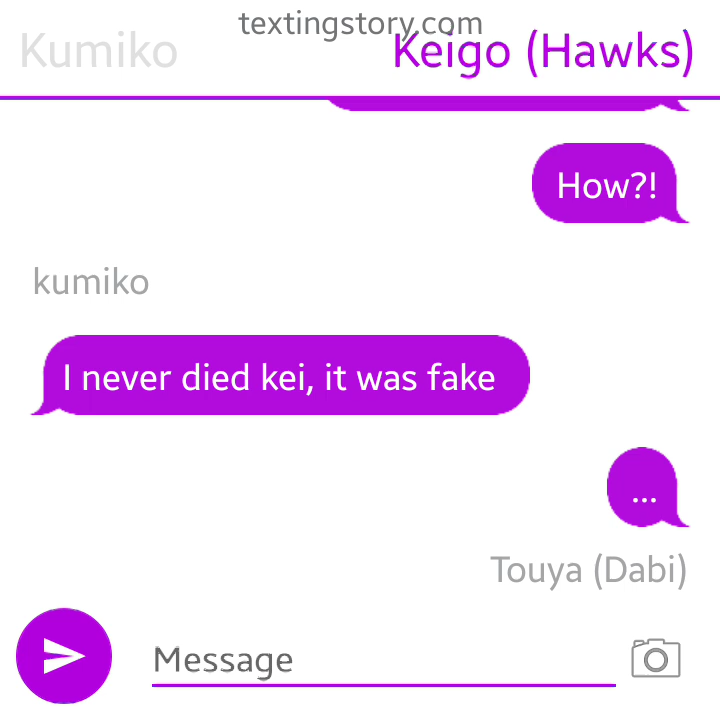 textingstory.com
Kumiko
Keigo (Hawks)
How?!
kumiko
I never died kei, it was fake
...
Touya (Dabi)
Message